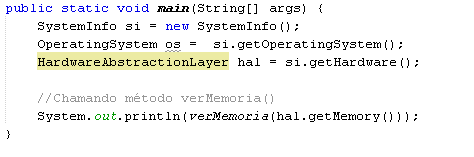 public static void main(String[] args) {
SystemInfo si = new SystemInfo();
OperatingSystem os =  si.getOperatingSystem();
HardwareAbstractionLayer hal = si.getHardware();
//Chamando método verMemoria()
System.out.println(verMemoria(hal.getMemory()));
}